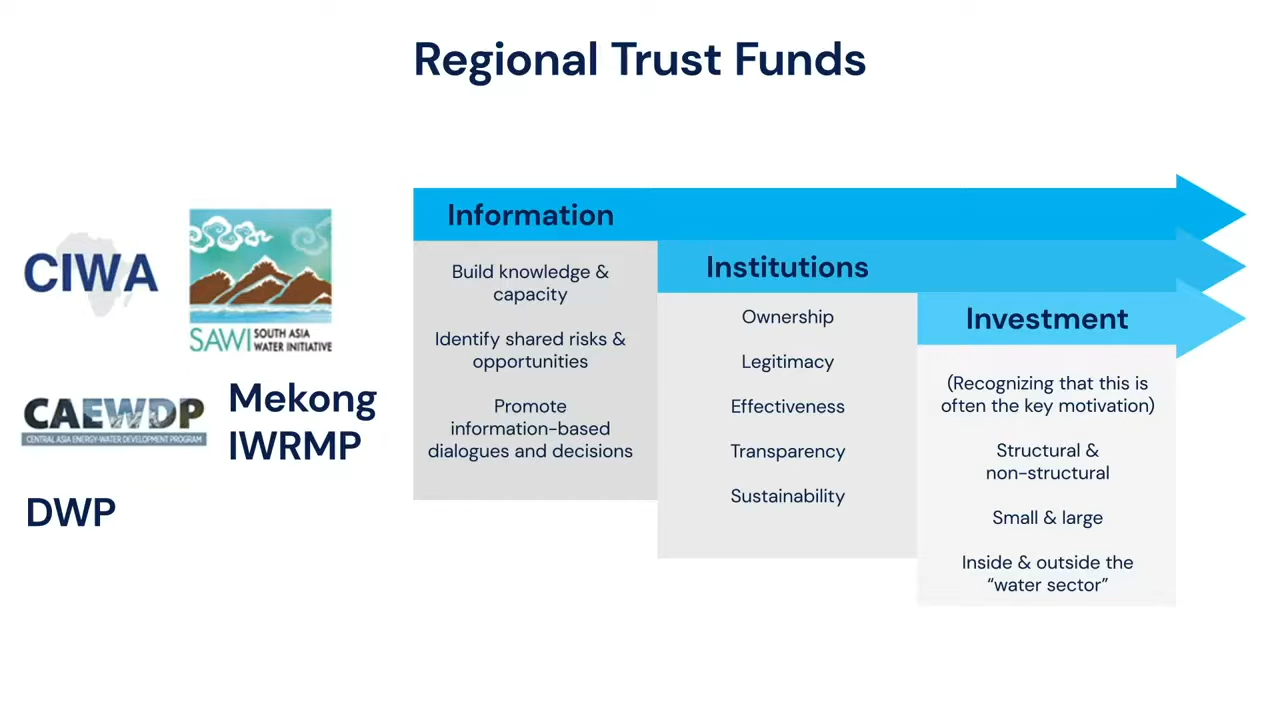 Regional Trust Funds
CIWA
SAWI SOUTH ASIA
WATER INITIATIVE
CAEWDP
CENTRAL ASIA ENERGY-WATER DEVELOPMENT PROGRAM
Mekong
IWRMP
DWP
Information
Build knowledge &
capacity
Identify shared risks &
opportunities
Promote
information-based
dialogues and decisions
Institutions
Ownership
Legitimacy
Effectiveness
Transparency
Sustainability
Investment
(Recognizing that this is
often the key motivation)
Structural &
non-structural
Small & large
Inside & outside the
“water sector”